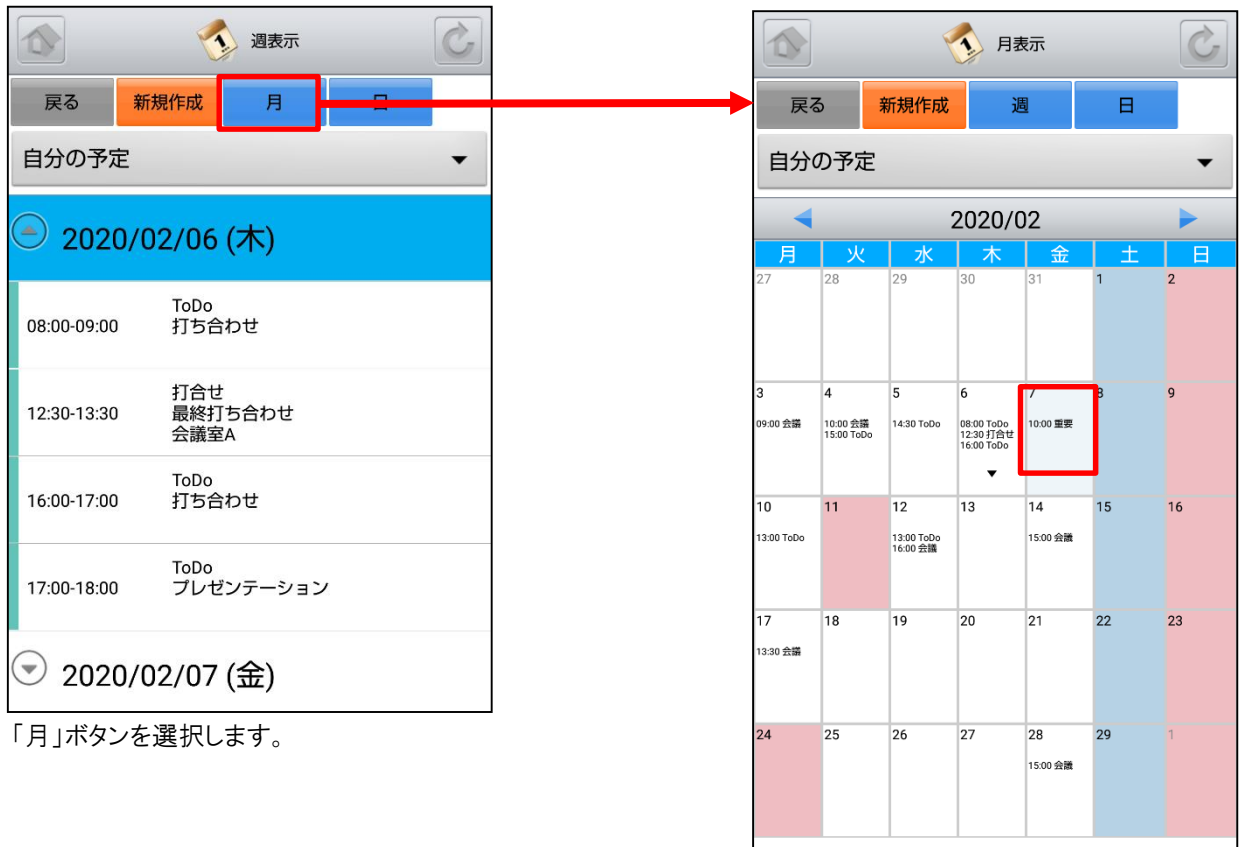 週表示
戻る 新規作成 月 日
自分の予定
2020/02/06 (木)
08:00-09:00 ToDo
打ち合わせ
12:30-13:30 打合せ
最終打ち合わせ
会議室A
16:00-17:00 ToDo
打ち合わせ
17:00-18:00 ToDo
プレゼンテーション
2020/02/07 (金)
「月」ボタンを選択します。
月表示
戻る 新規作成 週 日
自分の予定
2020/02
月 火 水 木 金 土 日
27 28 29 30 31 1 2
3 4 5 6 7 8 9
09:00 会議 10:00 会議 14:30 ToDo 08:00 ToDo 10:00 重要
15:00 ToDo 12:30 打合せ
16:00 ToDo
10 11 12 13 14 15 16
13:00 ToDo 13:00 ToDo 15:00 会議
16:00 会議
17 18 19 20 21 22 23
13:30 会議
24 25 26 27 28 29 1
15:00 会議